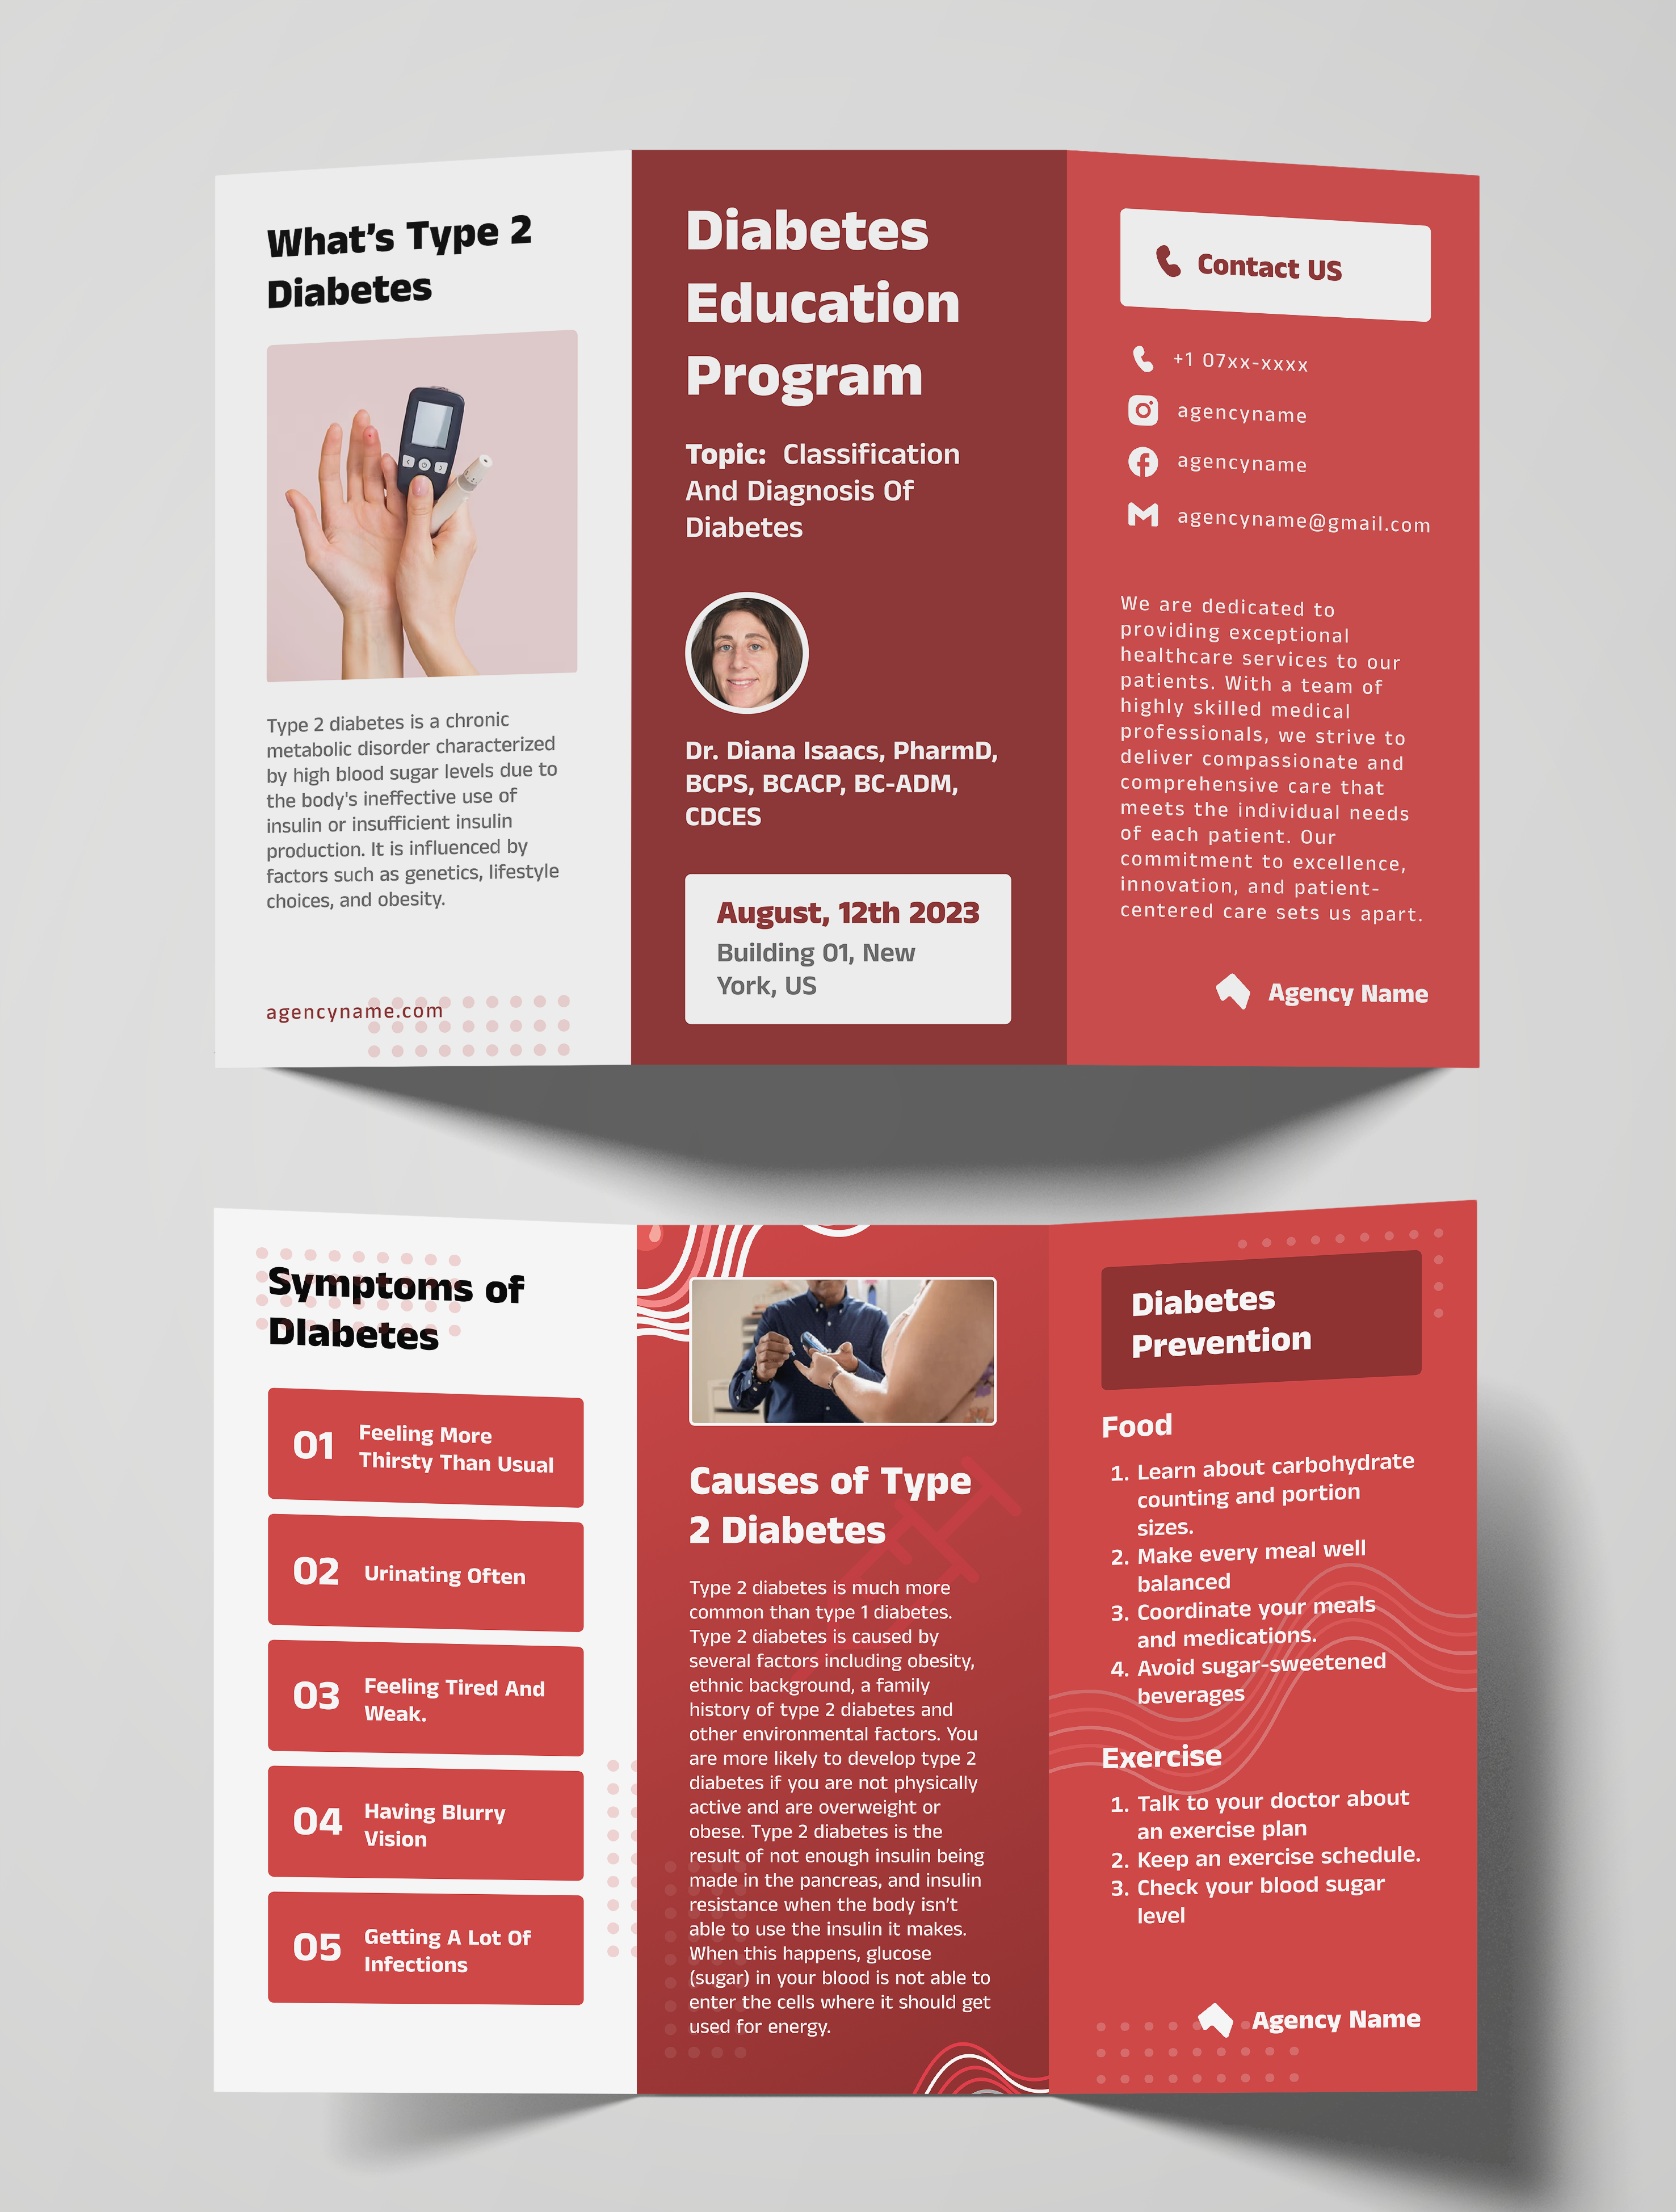 What's Type 2
Diabetes
Type 2 diabetes is a chronic
metabolic disorder characterized
by high blood sugar levels due to
the body's ineffective use of
insulin or insufficient insulin
production. It is influenced by
factors such as genetics, lifestyle
choices, and obesity.
agencyname.com
Diabetes
Education
Program
Topic: Classification
And Diagnosis Of
Diabetes
Dr. Diana Isaacs, PharmD,
BCPS, BCACP, BC-ADM,
CDCES
August, 12th 2023
Building 01, New
York, US
Contact US
+1 07xx-xxxx
agencyname
agencyname
agencyname@gmail.com
We are dedicated to
providing exceptional
healthcare services to our
patients. With a team of
highly skilled medical
professionals, we strive to
deliver compassionate and
comprehensive care that
meets the individual needs
of each patient. Our
commitment to excellence,
innovation, and patient-
centered care sets us apart.
Agency Name
Symptoms of
DIabetes
01 Feeling More
Thirsty Than Usual
02 Urinating Often
03 Feeling Tired And
Weak.
04 Having Blurry
Vision
05 Getting A Lot Of
Infections
Causes of Type
2 Diabetes
Type 2 diabetes is much more
common than type 1 diabetes.
Type 2 diabetes is caused by
several factors including obesity,
ethnic background, a family
history of type 2 diabetes and
other environmental factors. You
are more likely to develop type 2
diabetes if you are not physically
active and are overweight or
obese. Type 2 diabetes is the
result of not enough insulin being
made in the pancreas, and insulin
resistance when the body isn't
able to use the insulin it makes.
When this happens, glucose
(sugar) in your blood is not able to
enter the cells where it should get
used for energy.
Diabetes
Prevention
Food
1. Learn about carbohydrate
counting and portion
sizes.
2. Make every meal well
balanced
3. Coordinate your meals
and medications.
4. Avoid sugar-sweetened
beverages
Exercise
1. Talk to your doctor about
an exercise plan
2. Keep an exercise schedule.
3. Check your blood sugar
level
Agency Name